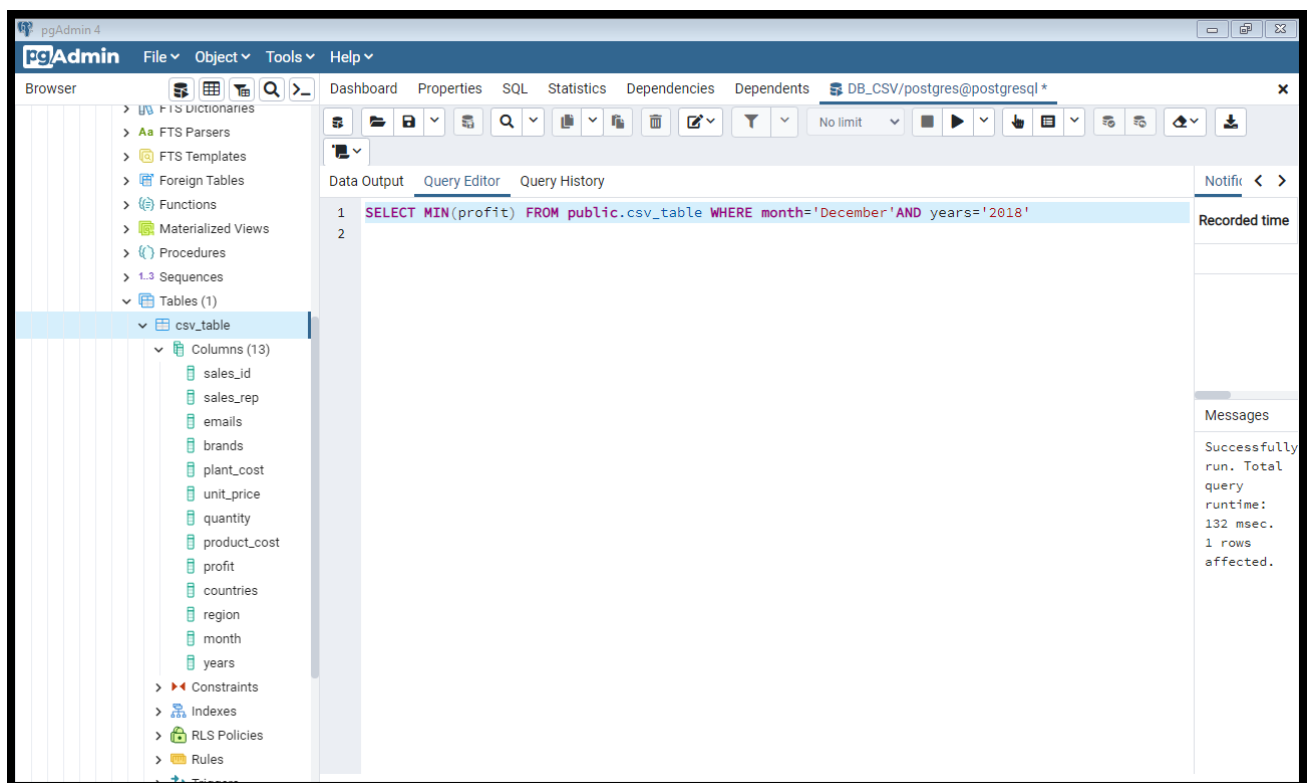 pgAdmin 4
pgAdmin File Object Tools Help
Browser
Dashboard Properties SQL Statistics Dependencies Dependents DB_CSV/postgres@postgresql *
No limit
FTS Dictionaries
Aa FTS Parsers
FTS Templates
Foreign Tables
Functions
Materialized Views
Procedures
1..3 Sequences
Tables (1)
csv_table
Columns (13)
sales_id
sales_rep
emails
brands
plant_cost
unit_price
quantity
product_cost
profit
countries
region
month
years
Constraints
Indexes
RLS Policies
Rules
Triggers
Data Output Query Editor Query History
1 SELECT MIN(profit) FROM public.csv_table WHERE month='December'AND years='2018'
2
Recorded time
Messages
Successfully
run. Total
query
runtime:
132 msec.
1 rows
affected.